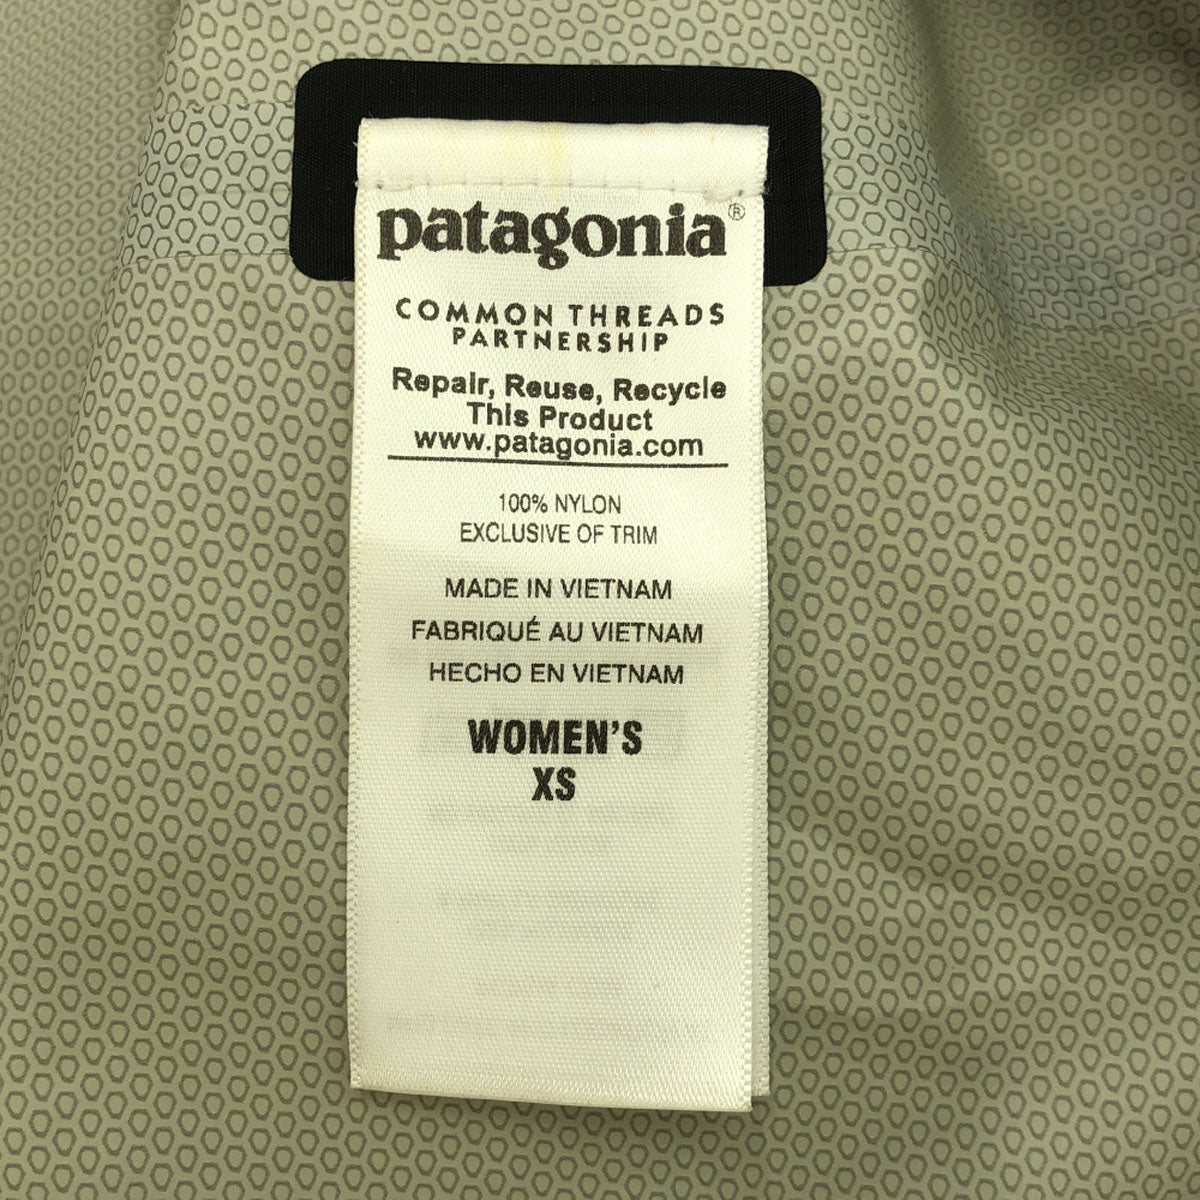 patagonia®
COMMON THREADS
PARTNERSHIP
Repair, Reuse, Recycle
This Product
www.patagonia.com
100% NYLON
EXCLUSIVE OF TRIM
MADE IN VIETNAM
FABRIQUÉ AU VIETNAM
HECHO EN VIETNAM
WOMEN'S
XS